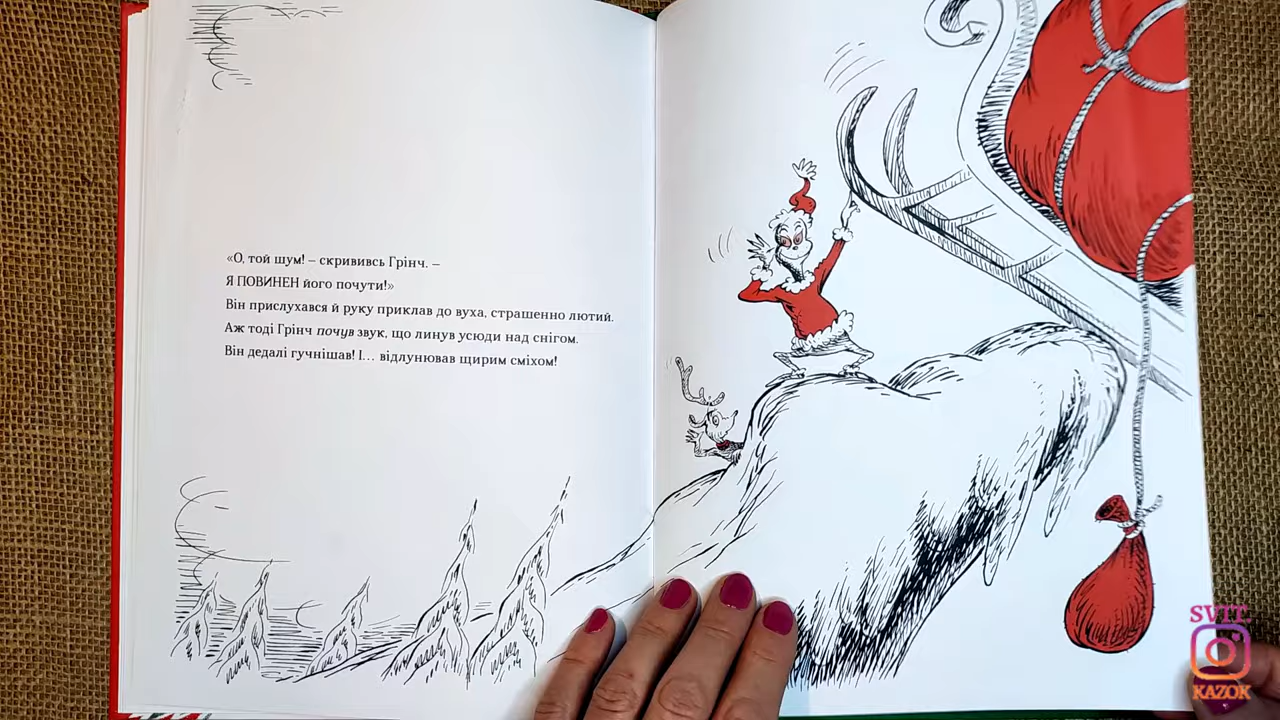 «О, той шум! – скрививсь Грінч. –
Я ПОВИНЕН його почути!»
Він прислухався й руку приклав до вуха, страшенно лютий.
Аж тоді Грінч почув звук, що линув усюди над снігом.
Він дедалі гучнішав! І... відлунював щирим сміхом!
SVIT.
KAZOK